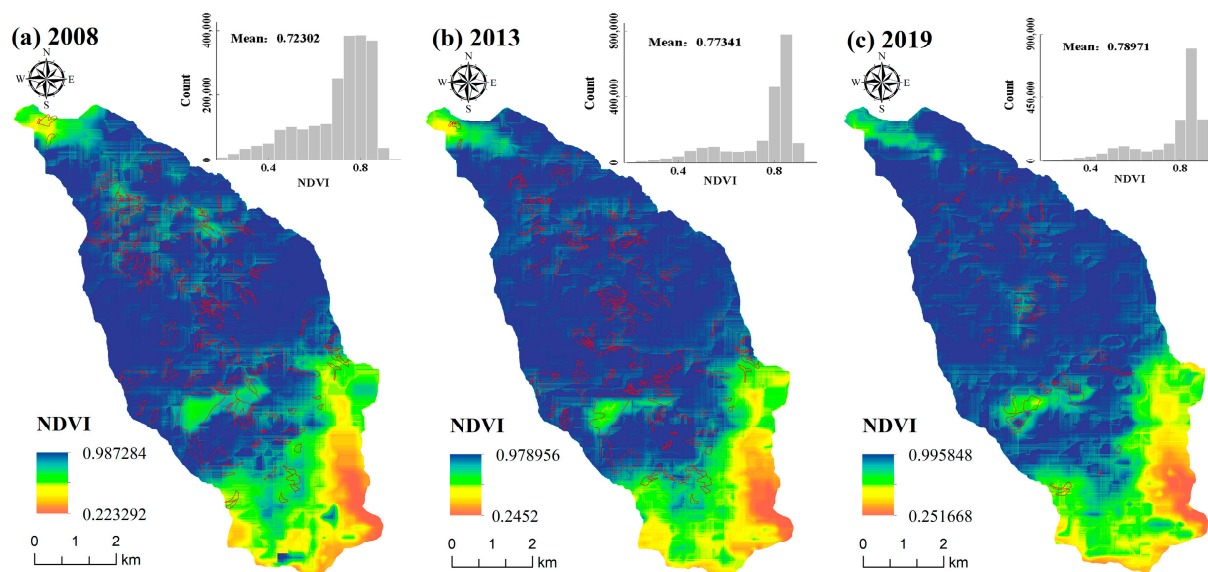 (a) 2008
N
W
E
S
Mean：0.72302
Count
400,000
200,000
0
0.4
0.8
NDVI
NDVI
0.987284
0.223292
0
1
2
km
(b) 2013
N
W
E
S
Mean：0.77341
Count
800,000
400,000
0
0.4
0.8
NDVI
NDVI
0.978956
0.2452
0
1
2
km
(c) 2019
N
W
E
S
Mean：0.78971
Count
900,000
450,000
0
0.4
0.8
NDVI
NDVI
0.995848
0.251668
0
1
2
km